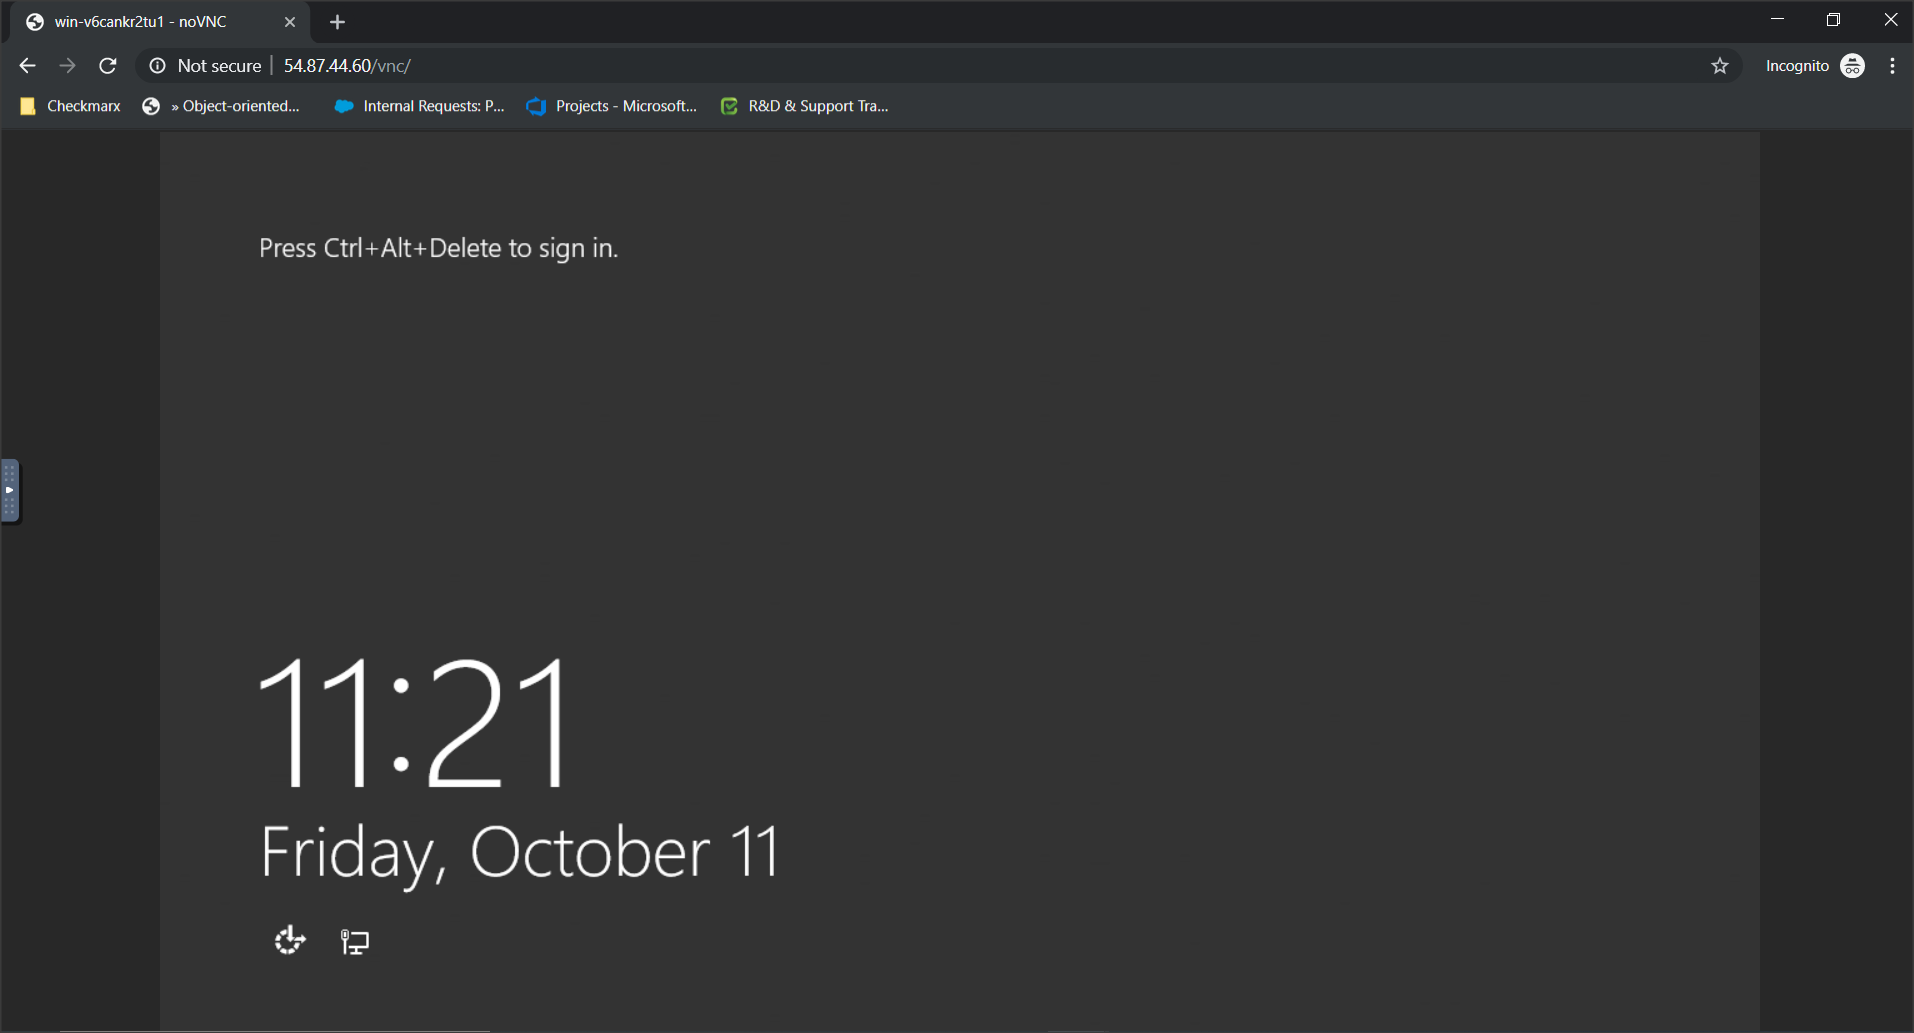 win-v6cankr2tu1 - noVNC
Not secure | 54.87.44.60/vnc/
Incognito
Checkmarx
» Object-oriented...
Internal Requests: P...
Projects - Microsoft...
R&D & Support Tra...
Press Ctrl+Alt+Delete to sign in.
11:21
Friday, October 11